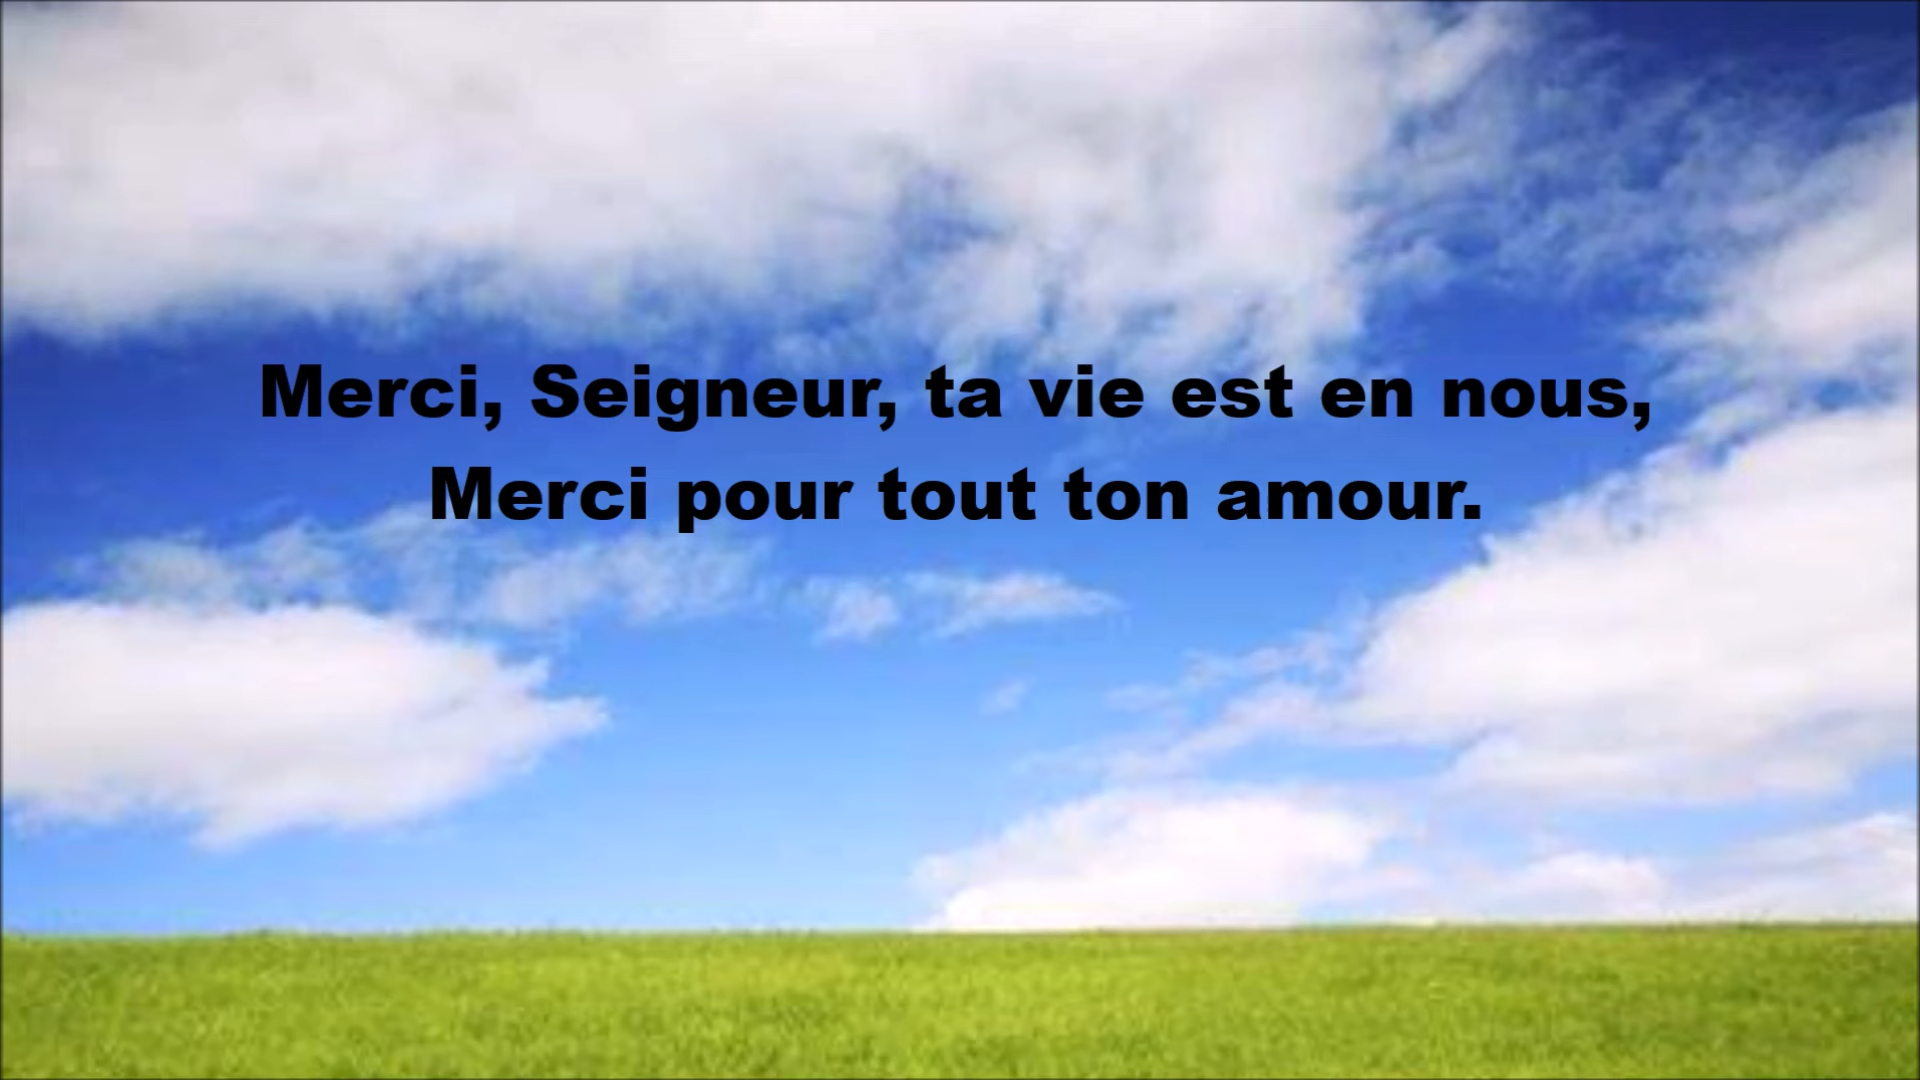 Merci, Seigneur, ta vie est en nous,
Merci pour tout ton amour.